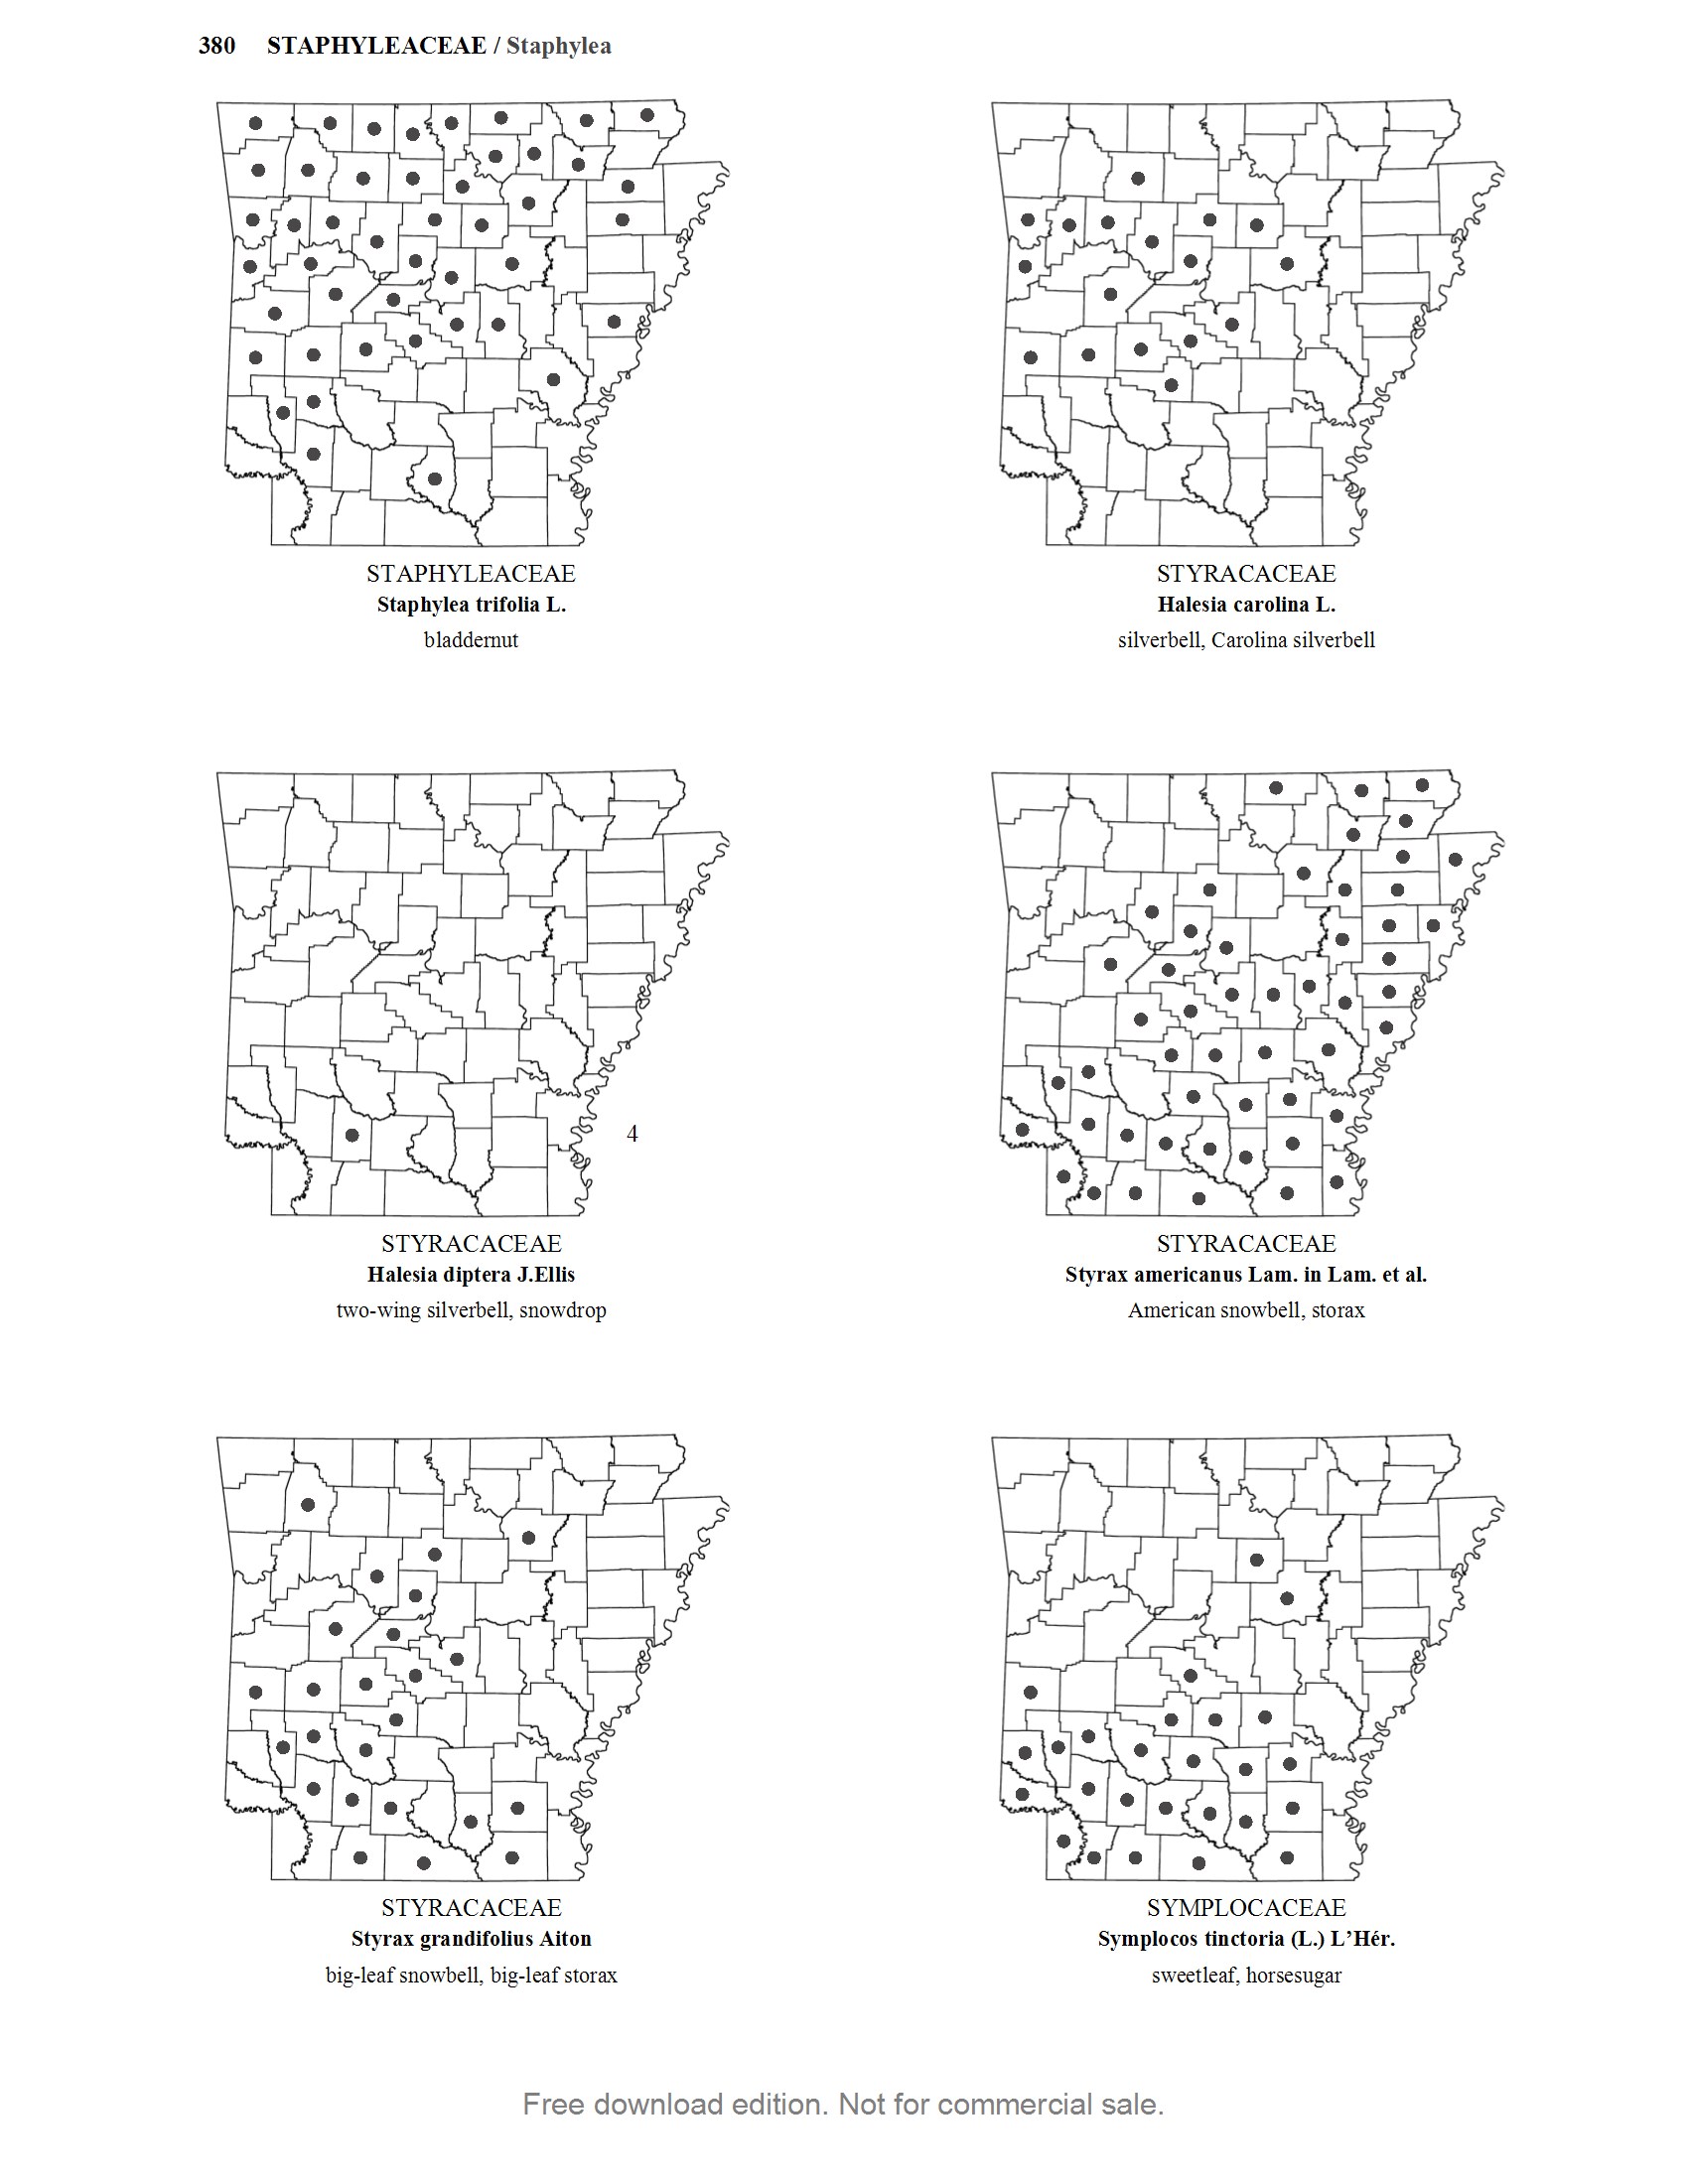 380 STAPHYLEACEAE / Staphylea
STAPHYLEACEAE
Staphylea trifolia L.
bladdernut
STYRACACEAE
Halesia carolina L.
silverbell, Carolina silverbell
4
STYRACACEAE
Halesia diptera J.Ellis
two-wing silverbell, snowdrop
STYRACACEAE
Styrax americanus Lam. in Lam. et al.
American snowbell, storax
STYRACACEAE
Styrax grandifolius Aiton
big-leaf snowbell, big-leaf storax
SYMPLOCACEAE
Symplocos tinctoria (L.) L’Hér.
sweetleaf, horsesugar
Free download edition. Not for commercial sale.